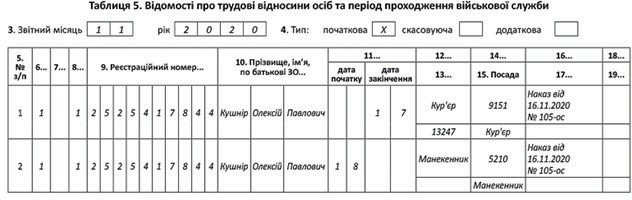 Таблиця 5. Відомості про трудові відносини осіб та період проходження військової служби
3. Звітний місяць 1 1 рік 2 0 2 0 4. Тип: початкова X скасовуюча додаткова
5. № з/п 6... 7... 8... 9. Реєстраційний номер... 10. Прізвище, ім'я, по батькові ЗО... 11... 12... 14... 16... 18...
дата початку дата закінчення 13... 15. Посада 17... 19...
1 1 1 2 5 2 5 4 1 7 8 4 4 Кушнір Олексій Павлович 1 7 Кур'єр 9151 Наказ від 16.11.2020 № 105-ос
13247 Кур'єр
2 1 1 2 5 2 5 4 1 7 8 4 4 Кушнір Олексій Павлович 1 8 Манекенник 5210 Наказ від 16.11.2020 № 105-ос
Манекенник